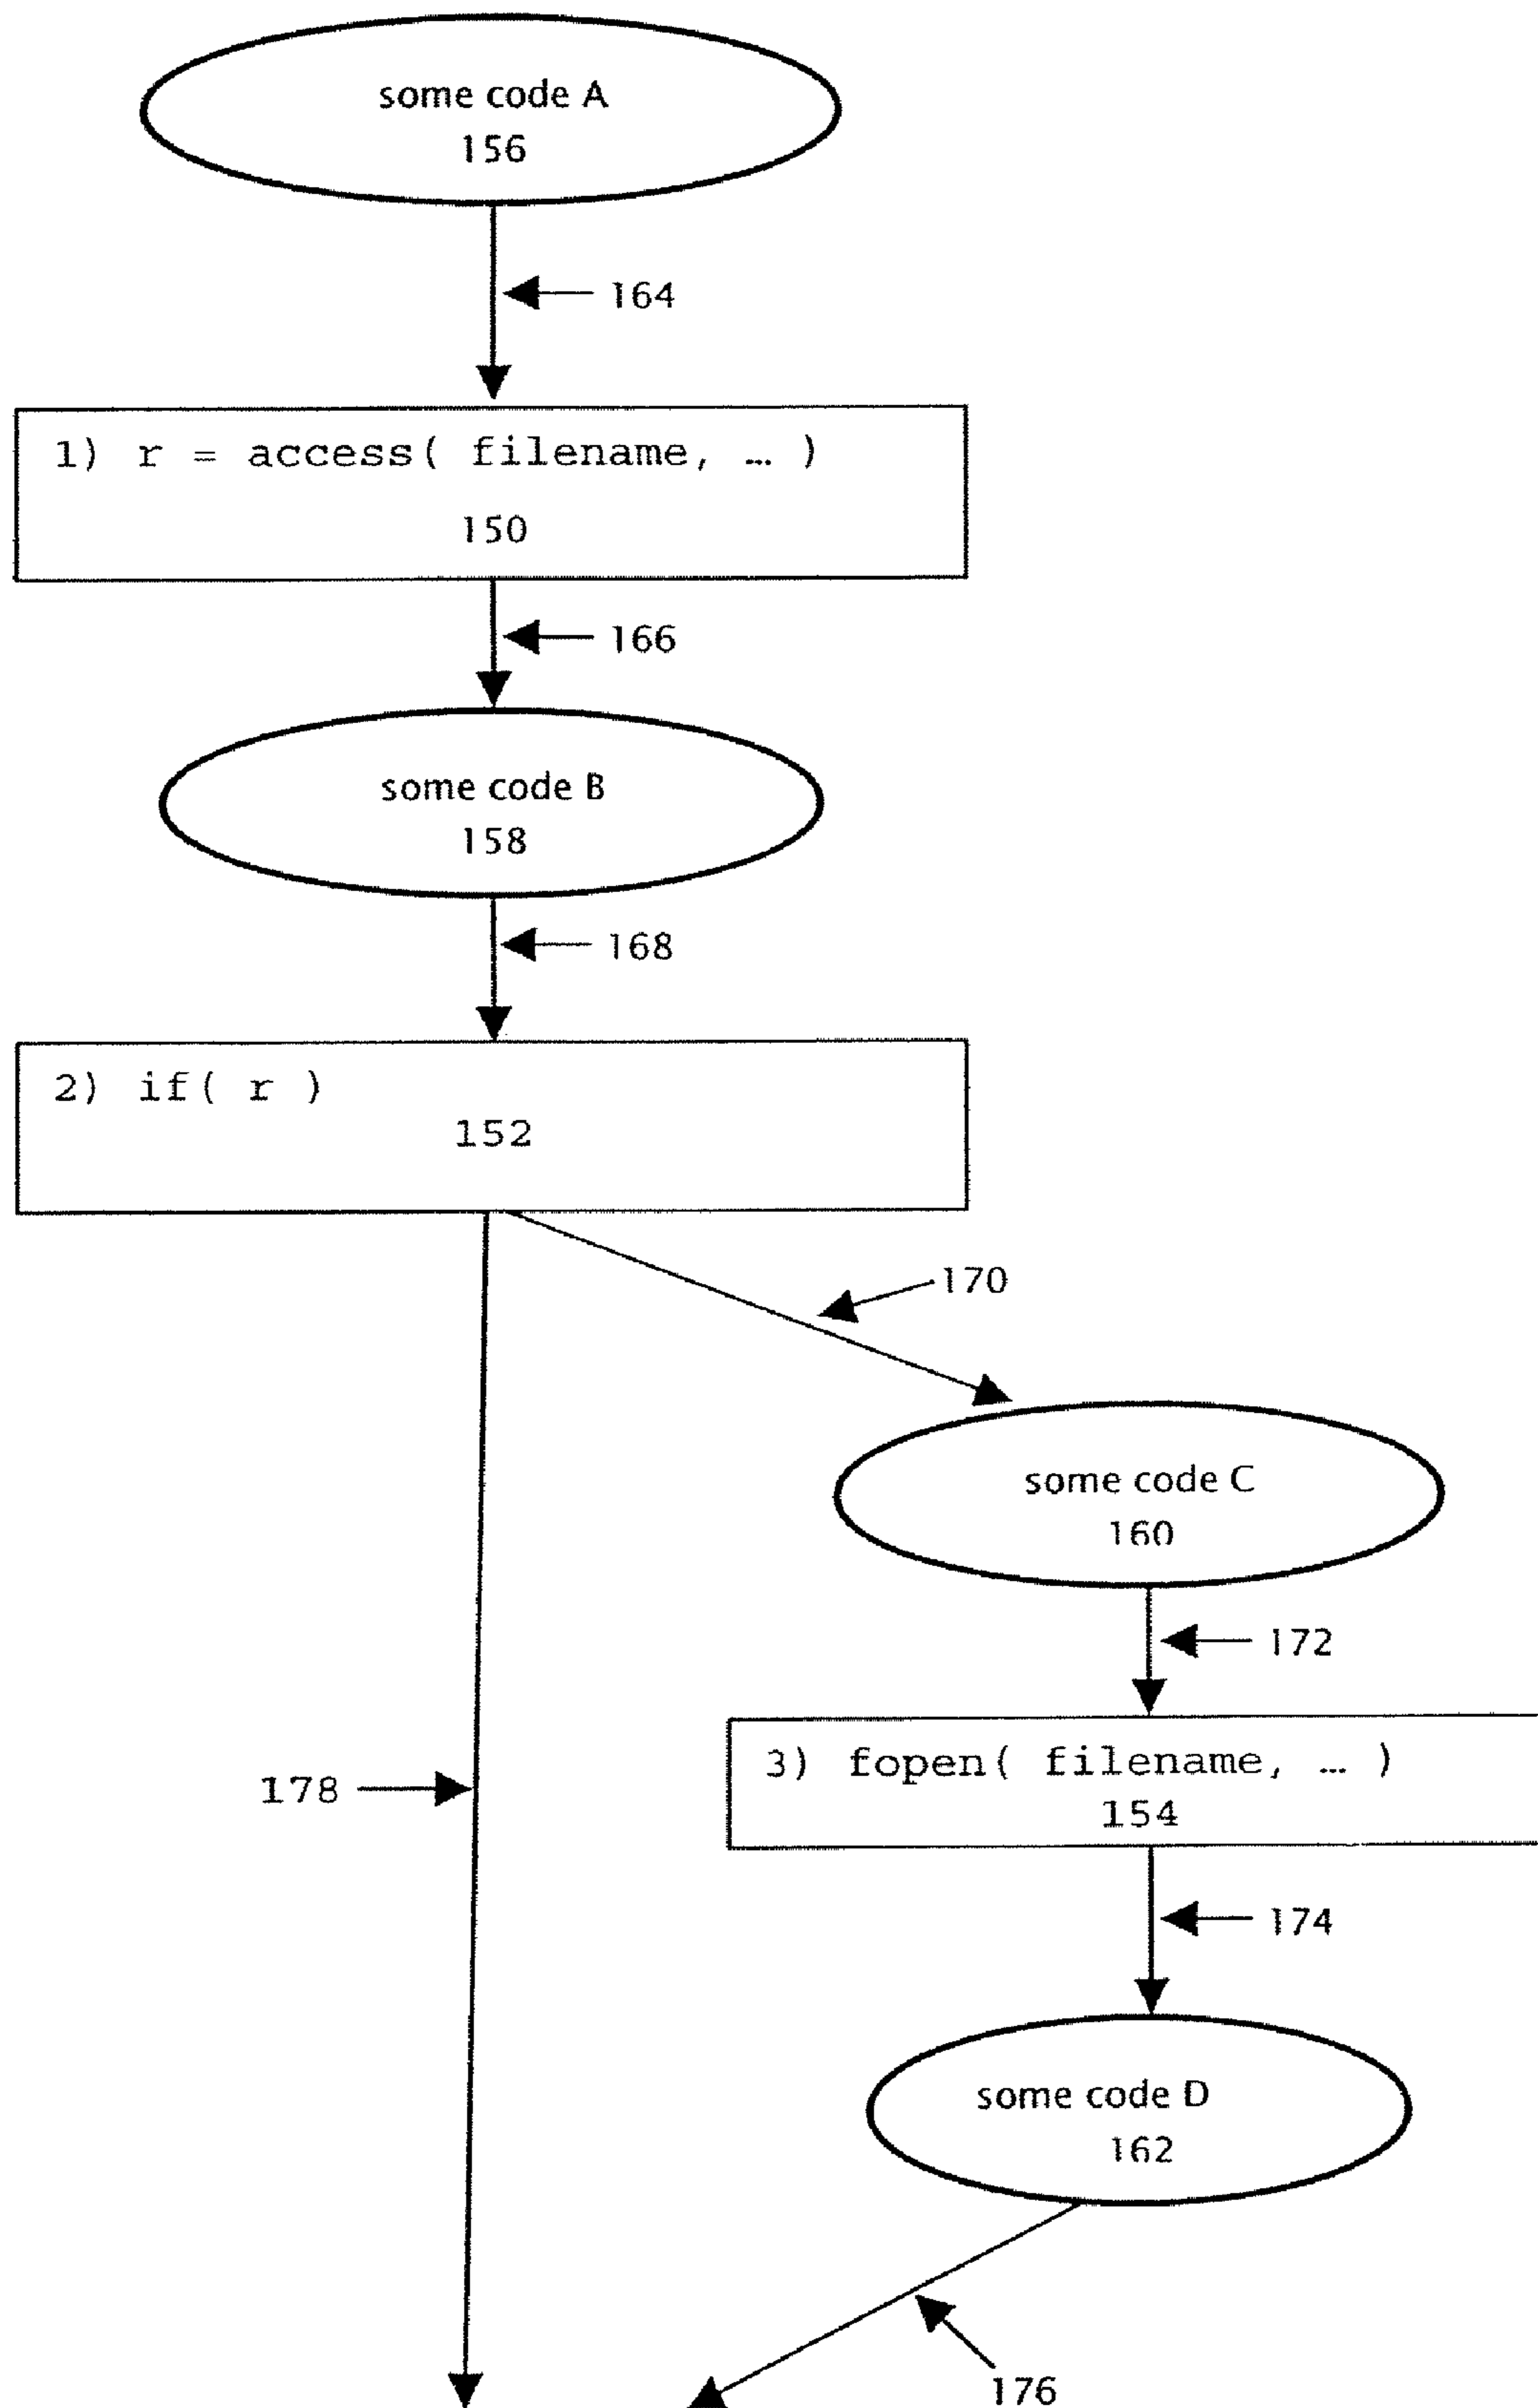 some code A
156
164
1) r = access( filename, … )
150
166
some code B
158
168
2) if( r )
152
170
some code C
160
172
3) fopen( filename, … )
178
154
174
some code D
162
176